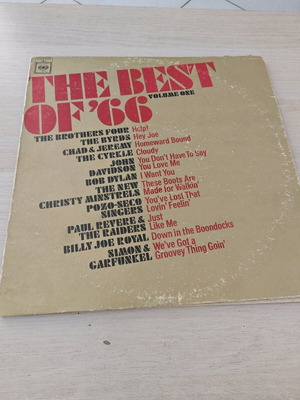 THE BEST
OF '66 VOLUME ONE
THE BROTHERS FOUR Help!
THE BYRDS Hey Joe
CHAD & JEREMY Homeward Bound
THE CYRKLE Cloudy
JOHN DAVIDSON You Don't Have To Say You Love Me
BOB DYLAN I Want You
THE NEW CHRISTY MINSTRELS These Boots Are Made for Walkin'
POZO-SECO SINGERS You've Lost That Lovin' Feelin'
PAUL REVERE & THE RAIDERS Just Like Me
BILLY JOE ROYAL Down in the Boondocks
SIMON & GARFUNKEL We've Got a Groovey Thing Goin'